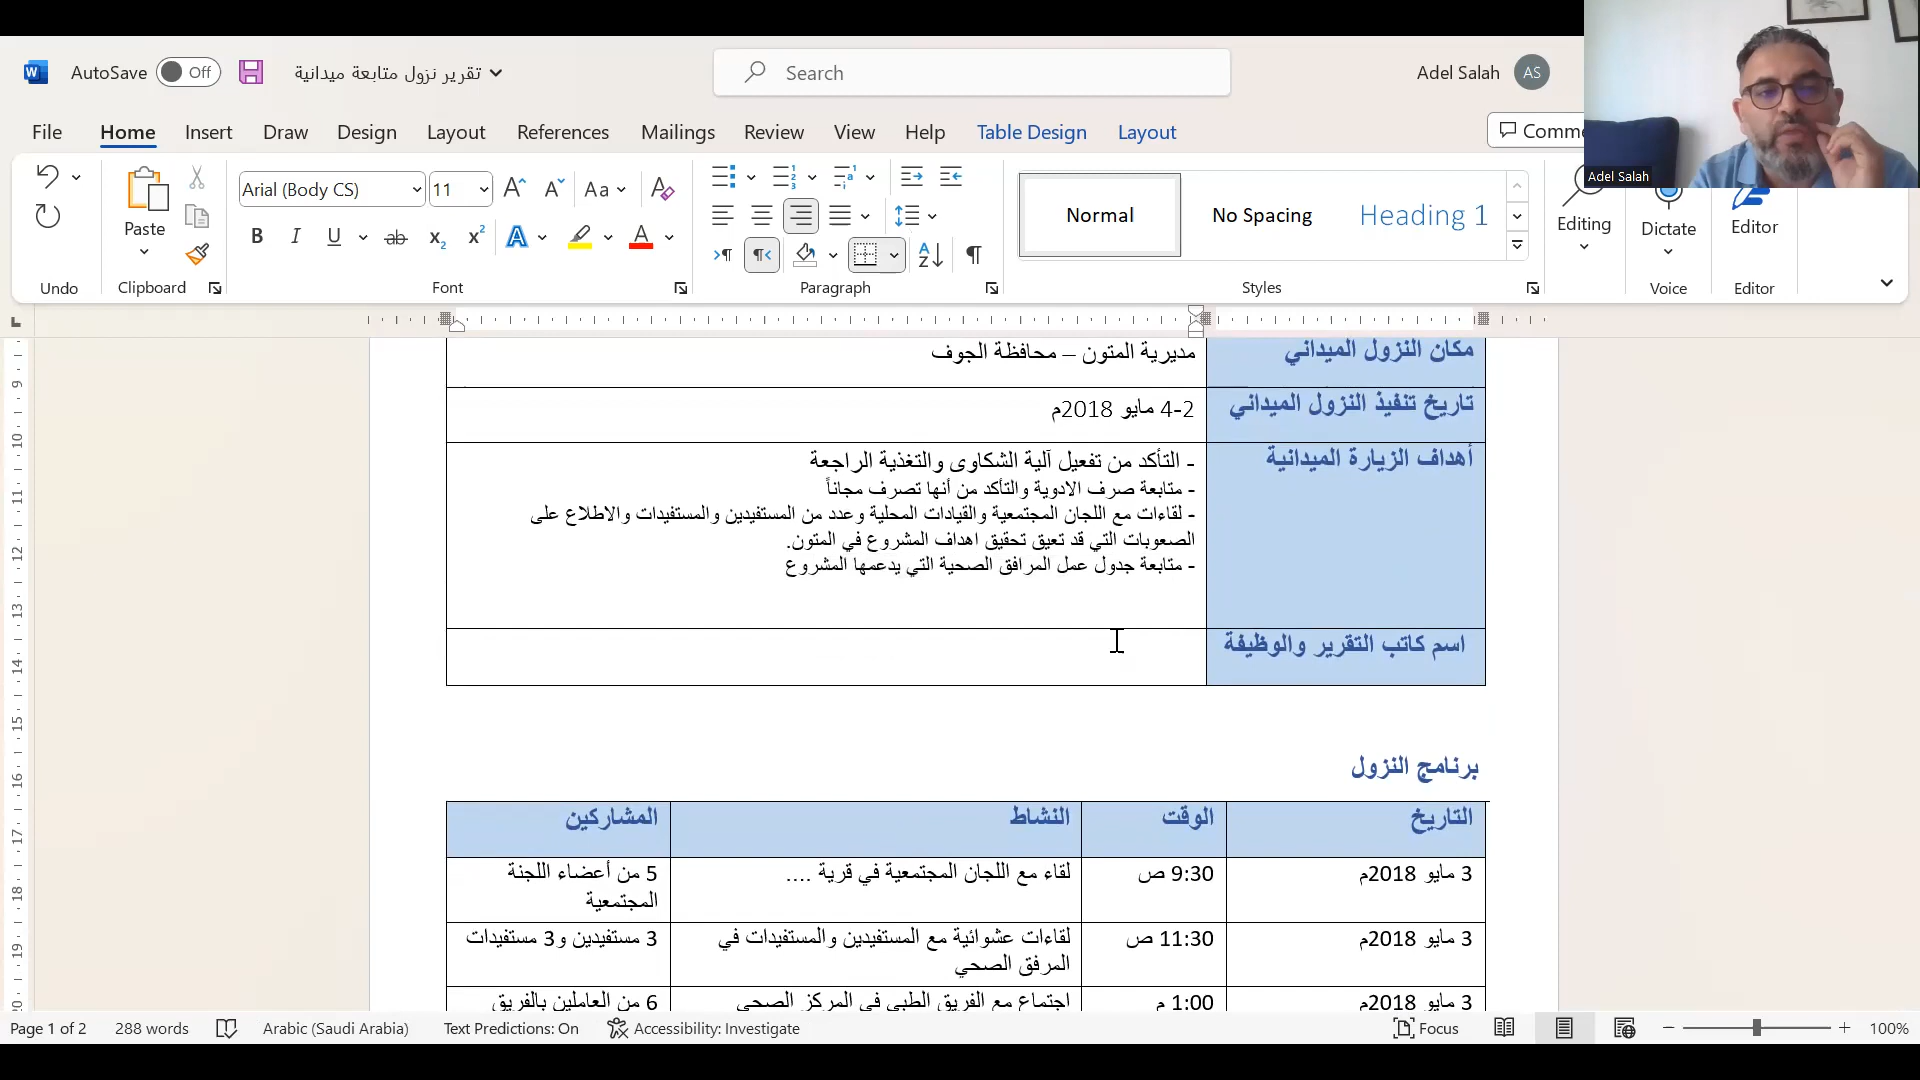 AutoSave Off تقرير نزول متابعة ميدانية Search Adel Salah AS
File Home Insert Draw Design Layout References Mailings Review View Help Table Design Layout Comme
Adel Salah
Arial (Body CS) 11
Paste
Normal No Spacing Heading 1
Editing Dictate Editor
Undo Clipboard Font Paragraph Styles Voice Editor
مكان النزول الميداني مديرية المتون – محافظة الجوف
تاريخ تنفيذ النزول الميداني 2-4 مايو 2018م
أهداف الزيارة الميدانية
- التأكد من تفعيل آلية الشكاوى والتغذية الراجعة
- متابعة صرف الادوية والتأكد من أنها تصرف مجاناً
- لقاءات مع اللجان المجتمعية والقيادات المحلية وعدد من المستفيدين والمستفيدات والاطلاع على
الصعوبات التي قد تعيق تحقيق اهداف المشروع في المتون.
- متابعة جدول عمل المرافق الصحية التي يدعمها المشروع
اسم كاتب التقرير والوظيفة
برنامج النزول
التاريخ الوقت النشاط المشاركين
3 مايو 2018م 9:30 ص لقاء مع اللجان المجتمعية في قرية .... 5 من أعضاء اللجنة
المجتمعية
3 مايو 2018م 11:30 ص لقاءات عشوائية مع المستفيدين والمستفيدات في 3 مستفيدين و3 مستفيدات
المرفق الصحي
3 مايو 2018م 1:00 م اجتماع مع الفريق الطبي في المركز الصحي 6 من العاملين بالفريق
Page 1 of 2 288 words Arabic (Saudi Arabia) Text Predictions: On Accessibility: Investigate Focus 100%